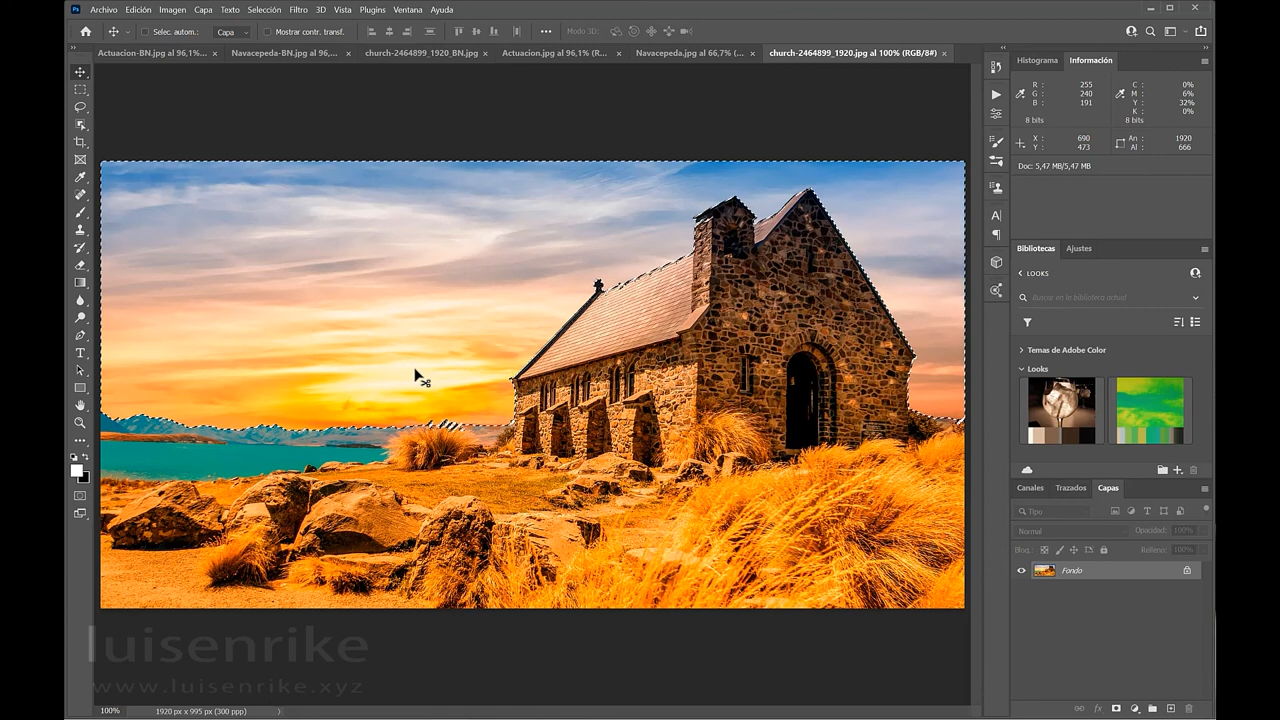 Ps Archivo Edición Imagen Capa Texto Selección Filtro 3D Vista Plugins Ventana Ayuda
Selec. autom.: Capa Mostrar contr. transf. Modo 3D:
Actuacion-BN.jpg al 96,1%... × Navacepeda-BN.jpg al 96,... × church-2464899_1920_BN.jpg × Actuacion.jpg al 96,1% (R... × Navacepeda.jpg al 66,7% (... × church-2464899_1920.jpg al 100% (RGB/8#) ×
Histograma Información
R : 255 C : 0%
G : 240 M : 6%
B : 191 Y : 32%
K : 0%
8 bits 8 bits
X : 690 An : 1920
Y : 473 Al : 666
Doc: 5,47 MB/5,47 MB
Bibliotecas Ajustes
LOOKS
Buscar en la biblioteca actual
Temas de Adobe Color
Looks
Canales Trazados Capas
Tipo
Normal Opacidad: 100%
Bloq.: Relleno: 100%
Fondo
luisenrike
www.luisenrike.xyz
100% 1920 px x 995 px (300 ppp)